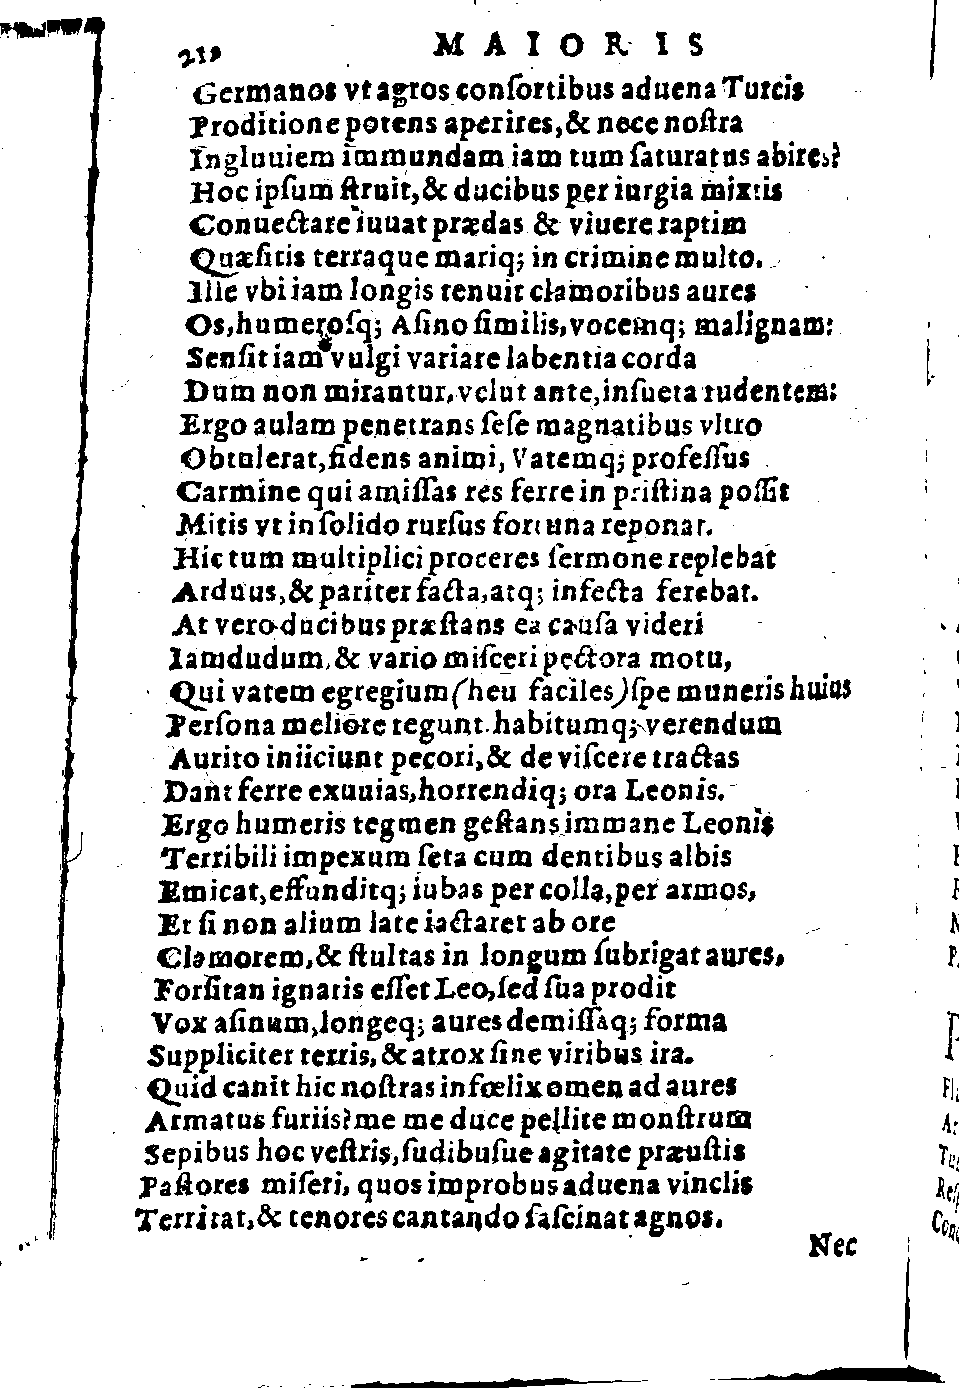 MAIORIS
Germanos vt agros conſortibus aduena Turcis
Proditione potens aperires, & nece noſtra
Ingluuiem immundam iam tum ſaturatus abires?
Hoc ipſum ſtruit, & ducibus per iurgia mixtis
Conuectare iuuat prædas & viuere raptim
Quæſitis terraque mariq; in crimine multo.
Ille vbi iam longis tenuit clamoribus aures
Os, humeroſq; Aſino ſimilis, vocemq; malignam:
Senſit iam vulgi variare labentia corda
Dum non mirantur, velut ante, inſueta rudentem:
Ergo aulam penetrans ſeſe magnatibus vltro
Obtulerat, fidens animi, Vatemq; profeſſus
Carmine qui amiſſas res ferre in priſtina poſſit
Mitis vt in ſolido rurſus fortuna reponat.
Hic tum multiplici proceres ſermone replebat
Arduus, & pariter facta, atq; infecta ferebat.
At vero ducibus præſtans ea cauſa videri
Iamdudum, & vario miſceri pectora motu,
Qui vatem egregium (heu faciles) ſpe muneris huius
Perſona meliore tegunt. habitumq; verendum
Aurito iniiciunt pecori, & de viſcere tractas
Dant ferre exuuias, horrendiq; ora Leonis.
Ergo humeris tegmen geſtans immane Leonis
Terribili impexum ſeta cum dentibus albis
Emicat, effunditq; iubas per colla, per armos,
Et ſi non alium late iactaret ab ore
Clamorem, & ſtultas in longum ſubrigat aures,
Forſitan ignatis eſſet Leo, ſed ſua prodit
Vox aſinum, longeq; aures demiſſaq; forma
Suppliciter terris, & atrox ſine viribus ira.
Quid canit hic noſtras infœlix omen ad aures
Armatus furiis? me me duce pellite monſtrum
Sepibus hoc veſtris, ſudibuſue agitate præuſtis
Paſtores miſeri, quos improbus aduena vinclis
Territat, & tenores cantando faſcinat agnos.
Nec